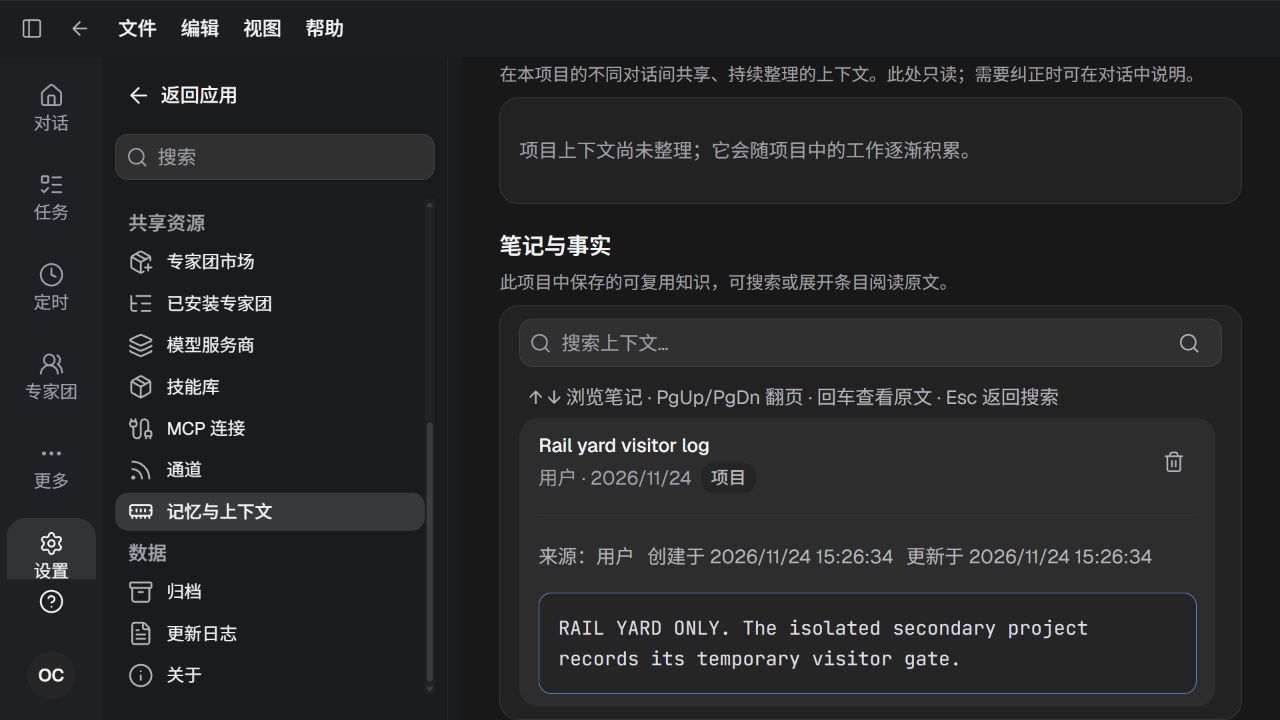 文件 编辑 视图 帮助
对话
任务
定时
专家团
更多
设置
OC
返回应用
搜索
共享资源
专家团市场
已安装专家团
模型服务商
技能库
MCP 连接
通道
记忆与上下文
数据
归档
更新日志
关于
在本项目的不同对话间共享、持续整理的上下文。此处只读；需要纠正时可在对话中说明。
项目上下文尚未整理；它会随项目中的工作逐渐积累。
笔记与事实
此项目中保存的可复用知识，可搜索或展开条目阅读原文。
搜索上下文...
↑↓ 浏览笔记 · PgUp/PgDn 翻页 · 回车查看原文 · Esc 返回搜索
Rail yard visitor log
用户 · 2026/11/24 项目
来源：用户 创建于 2026/11/24 15:26:34 更新于 2026/11/24 15:26:34
RAIL YARD ONLY. The isolated secondary project
records its temporary visitor gate.